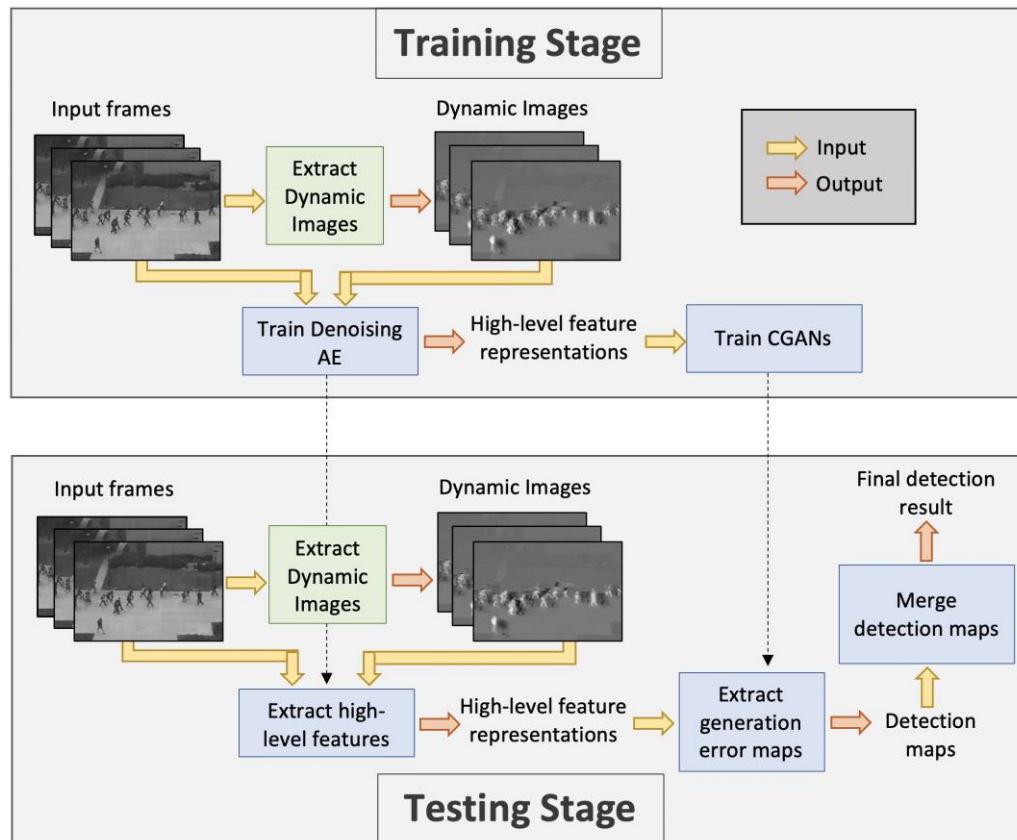 Training Stage
Input frames
Dynamic Images
Extract
Dynamic
Images
Input
Output
Train Denoising
AE
High-level feature
representations
Train CGANs
Input frames
Dynamic Images
Final detection
result
Extract
Dynamic
Images
Merge
detection maps
Extract high-
level features
High-level feature
representations
Extract
generation
error maps
Detection
maps
Testing Stage